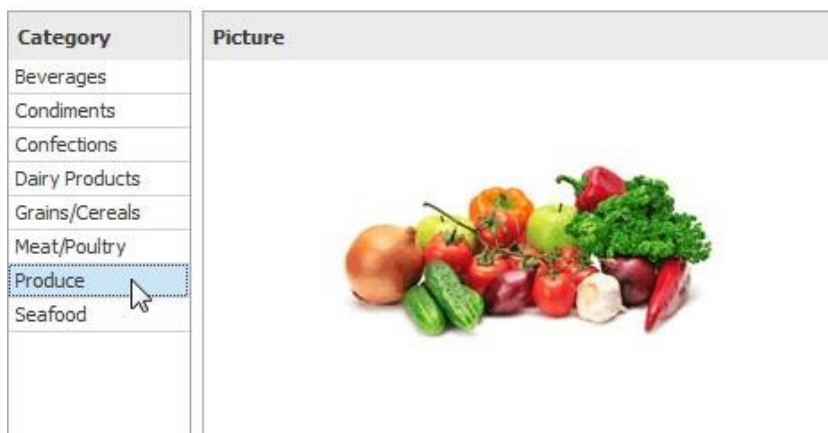 Category
Picture
Beverages
Condiments
Confections
Dairy Products
Grains/Cereals
Meat/Poultry
Produce
Seafood